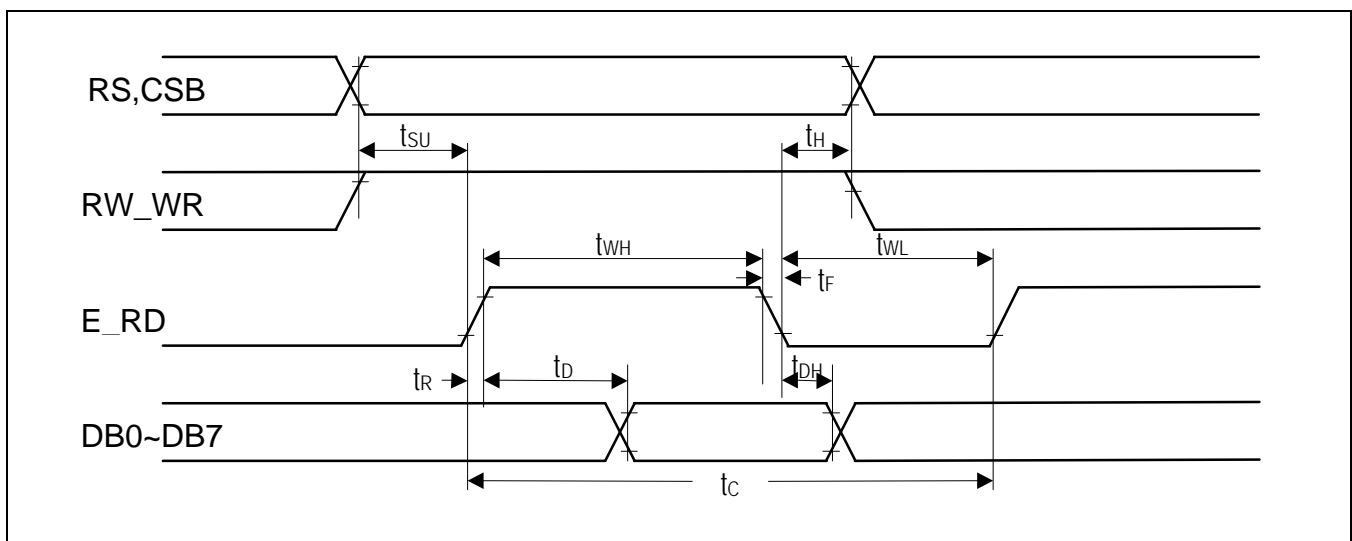 RS,CSB
tSU
tH
RW_WR
tWH
tWL
tF
E_RD
tR
tD
tDH
DB0~DB7
tC